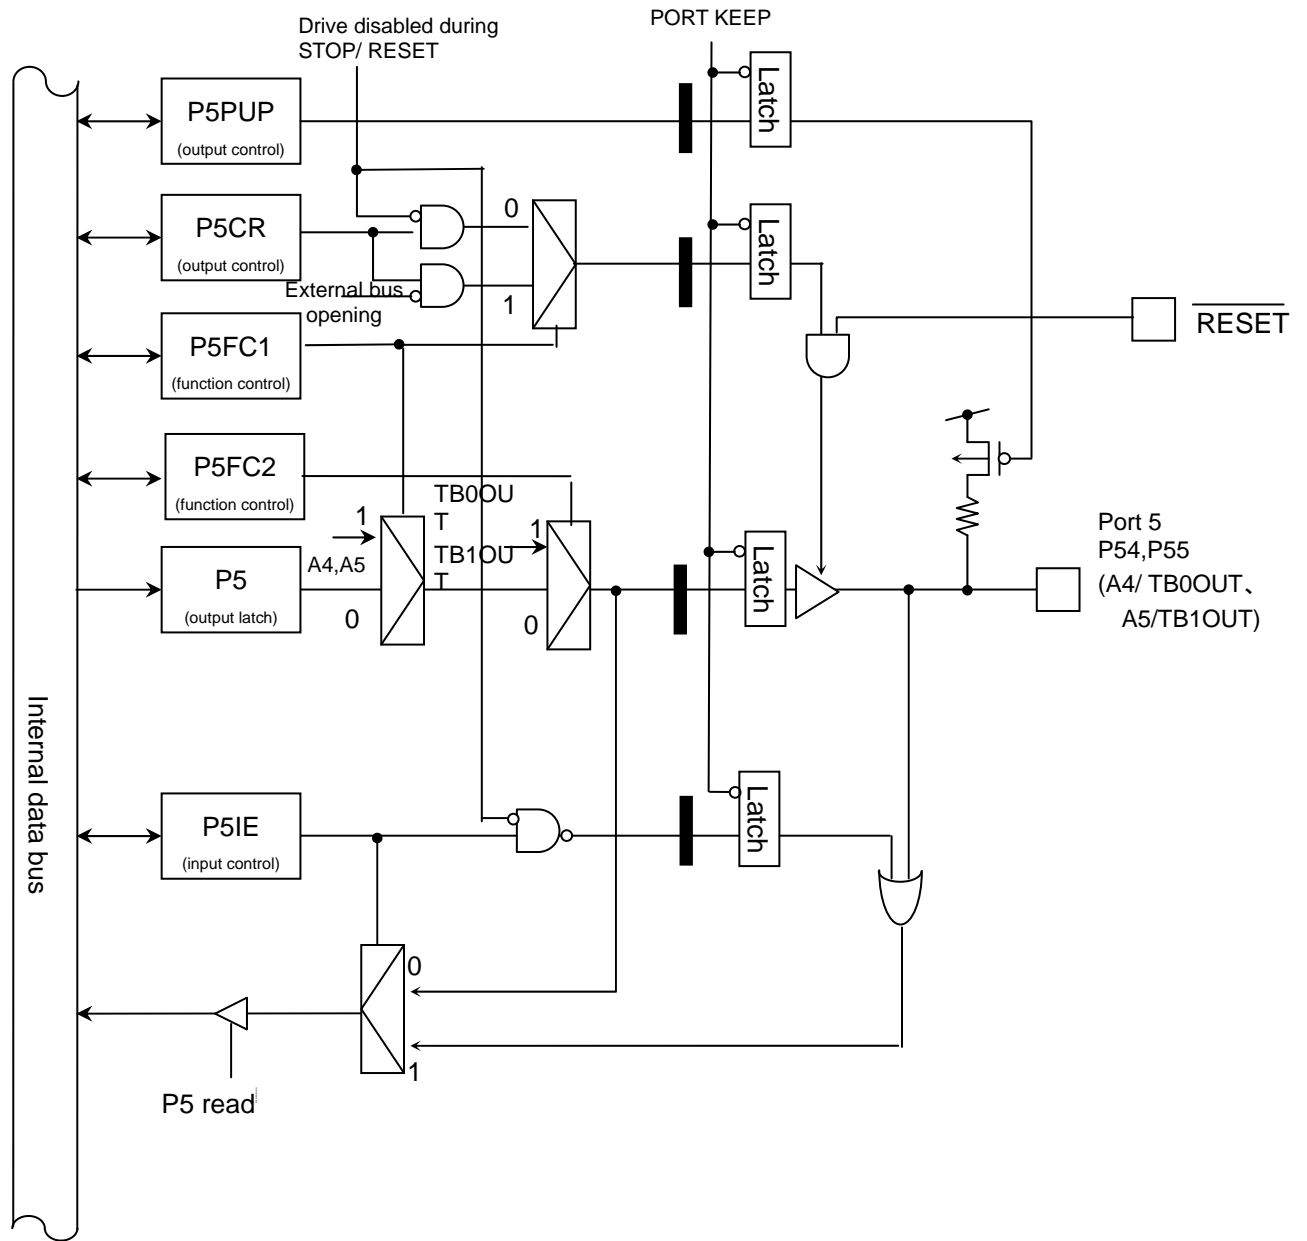 Drive disabled during
STOP/ RESET
PORT KEEP
P5PUP
(output control)
Latch
P5CR
(output control)
0
1
Latch
External bus
opening
RESET
P5FC1
(function control)
P5FC2
(function control)
TB0OU
T
1
1
A4,A5
TB1OU
T
P5
(output latch)
0
0
Latch
Port 5
P54,P55
(A4/ TB0OUT、
A5/TB1OUT)
Internal data bus
P5IE
(input control)
Latch
0
1
P5 read